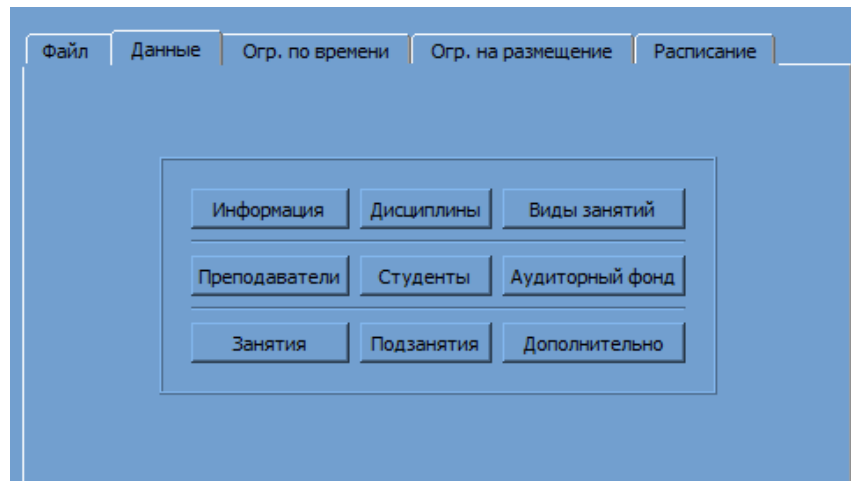 Файл Данные Огр. по времени Огр. на размещение Расписание
Информация Дисциплины Виды занятий
Преподаватели Студенты Аудиторный фонд
Занятия Подзанятия Дополнительно